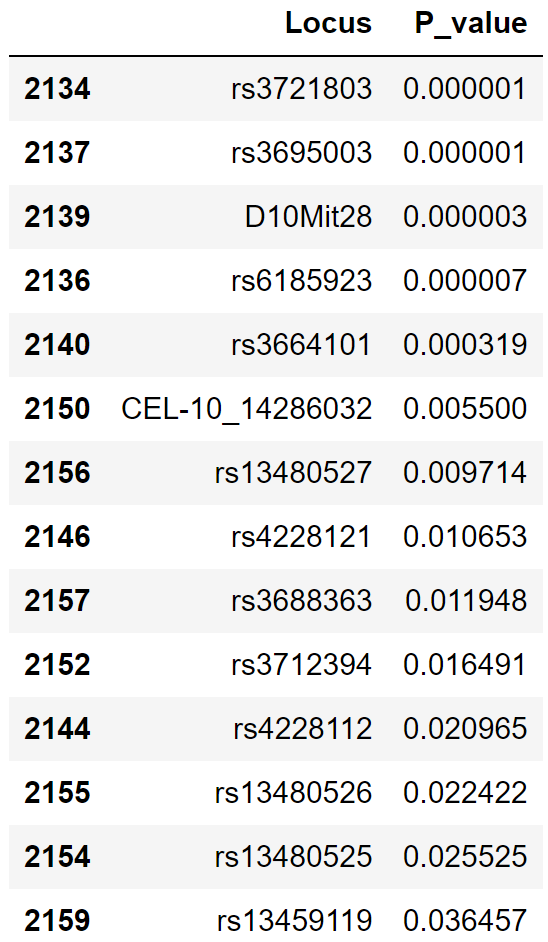 Locus P_value
2134 rs3721803 0.000001
2137 rs3695003 0.000001
2139 D10Mit28 0.000003
2136 rs6185923 0.000007
2140 rs3664101 0.000319
2150 CEL-10_14286032 0.005500
2156 rs13480527 0.009714
2146 rs4228121 0.010653
2157 rs3688363 0.011948
2152 rs3712394 0.016491
2144 rs4228112 0.020965
2155 rs13480526 0.022422
2154 rs13480525 0.025525
2159 rs13459119 0.036457